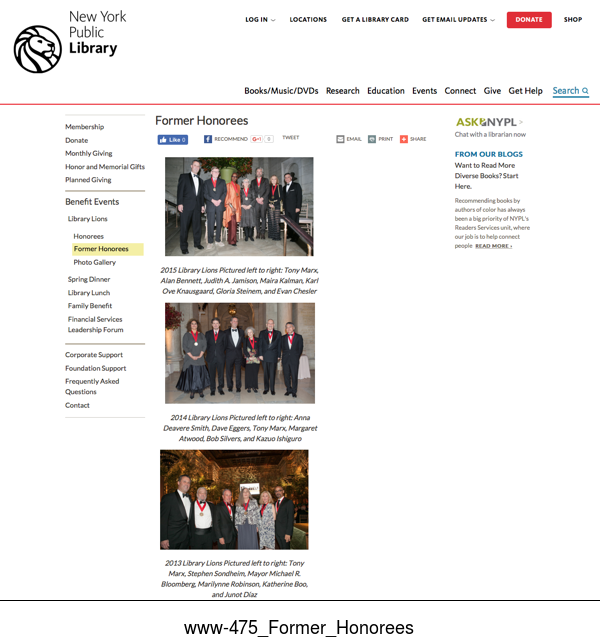 New York
Public
Library
LOG IN
LOCATIONS
GET A LIBRARY CARD
GET EMAIL UPDATES
DONATE
SHOP
Books/Music/DVDs Research Education Events Connect Give Get Help Search
Membership
Donate
Monthly Giving
Honor and Memorial Gifts
Planned Giving
Benefit Events
Library Lions
Honorees
Former Honorees
Photo Gallery
Spring Dinner
Library Lunch
Family Benefit
Financial Services
Leadership Forum
Corporate Support
Foundation Support
Frequently Asked
Questions
Contact
Former Honorees
Like 0
RECOMMEND
G+1 0
TWEET
EMAIL
PRINT
SHARE
2015 Library Lions Pictured left to right: Tony Marx,
Alan Bennett, Judith A. Jamison, Maira Kalman, Karl
Ove Knausgaard, Gloria Steinem, and Evan Chesler
2014 Library Lions Pictured left to right: Anna
Deavere Smith, Dave Eggers, Tony Marx, Margaret
Atwood, Bob Silvers, and Kazuo Ishiguro
2013 Library Lions Pictured left to right: Tony
Marx, Stephen Sondheim, Mayor Michael R.
Bloomberg, Marilynne Robinson, Katherine Boo,
and Junot Díaz
ASK NYPL >
Chat with a librarian now
FROM OUR BLOGS
Want to Read More
Diverse Books? Start
Here.
Recommending books by
authors of color has always
been a big priority of NYPL's
Readers Services unit, where
our job is to help connect
people READ MORE ›
www-475_Former_Honorees